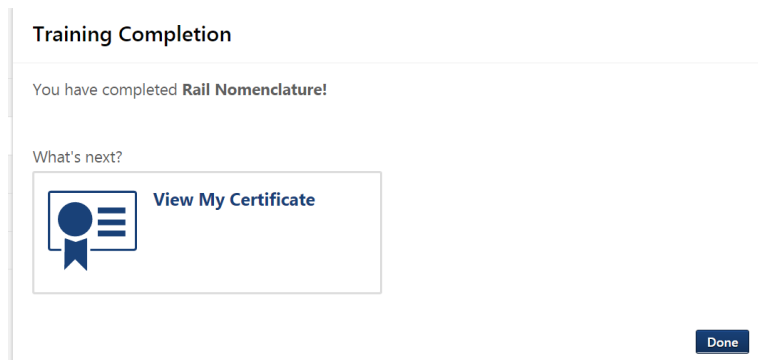 Training Completion
You have completed Rail Nomenclature!
What's next?
View My Certificate
Done